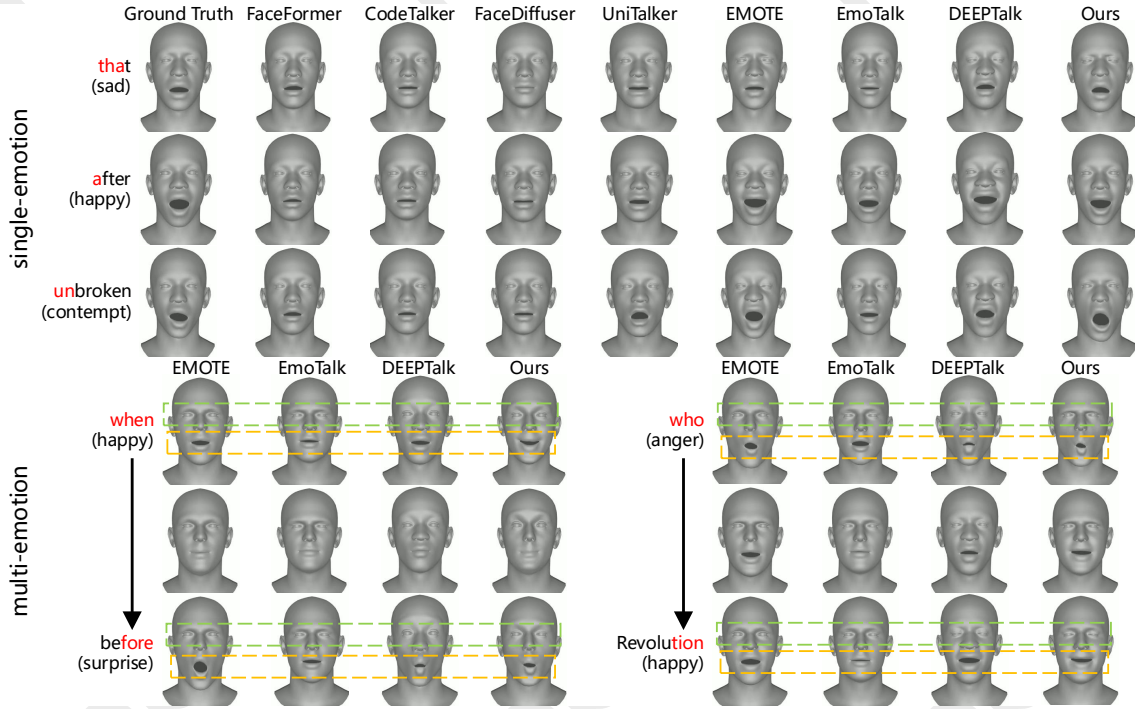 Ground Truth FaceFormer CodeTalker FaceDiffuser UniTalker EMOTE EmoTalk DEEPTalk Ours
single-emotion
that
(sad)
after
(happy)
unbroken
(contempt)
EMOTE EmoTalk DEEPTalk Ours
EMOTE EmoTalk DEEPTalk Ours
multi-emotion
when
(happy)
before
(surprise)
who
(anger)
Revolution
(happy)